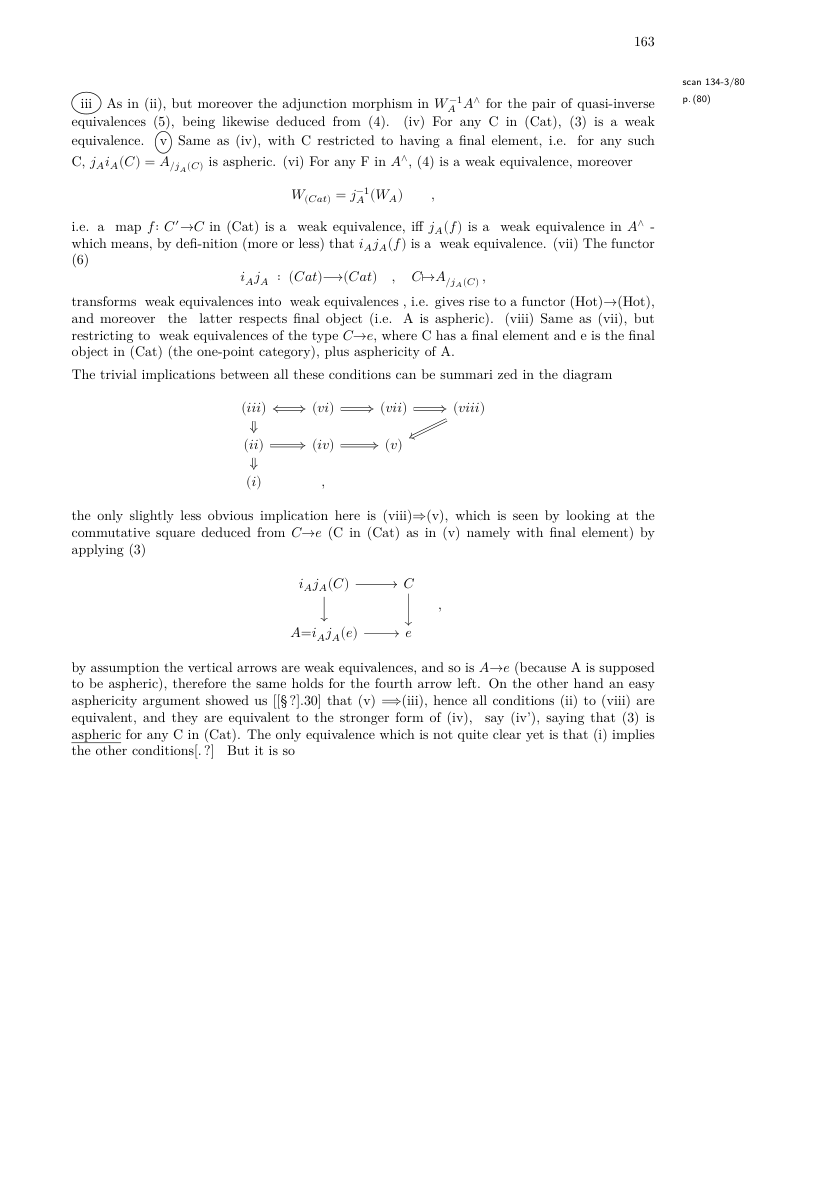 163
scan 134-3/80
p. (80)
iii As in (ii), but moreover the adjunction morphism in $W_A^{-1}A^\wedge$ for the pair of quasi-inverse
equivalences (5), being likewise deduced from (4). (iv) For any C in (Cat), (3) is a weak
equivalence. v Same as (iv), with C restricted to having a final element, i.e. for any such
C, $j_A i_A(C) = A_{/j_A(C)}$ is aspheric. (vi) For any F in $A^\wedge$, (4) is a weak equivalence, moreover
$W_{(Cat)} = j_A^{-1}(W_A)$ ,
i.e. a map $f: C' \to C$ in (Cat) is a weak equivalence, iff $j_A(f)$ is a weak equivalence in $A^\wedge$ -
which means, by defi-nition (more or less) that $i_A j_A(f)$ is a weak equivalence. (vii) The functor
(6)
$i_A j_A : (Cat) \longrightarrow (Cat)$ , $C \mapsto A_{/j_A(C)}$ ,
transforms weak equivalences into weak equivalences , i.e. gives rise to a functor (Hot)→(Hot),
and moreover the latter respects final object (i.e. A is aspheric). (viii) Same as (vii), but
restricting to weak equivalences of the type $C \to e$, where C has a final element and e is the final
object in (Cat) (the one-point category), plus asphericity of A.
The trivial implications between all these conditions can be summari zed in the diagram
(iii) ⟺ (vi) ⟹ (vii) ⟹ (viii)
⇓
(ii) ⟹ (iv) ⟹ (v)
⇓
(i) ,
the only slightly less obvious implication here is (viii)⇒(v), which is seen by looking at the
commutative square deduced from $C \to e$ (C in (Cat) as in (v) namely with final element) by
applying (3)
$i_A j_A(C) \longrightarrow C$
↓ ↓ ,
$A = i_A j_A(e) \longrightarrow e$
by assumption the vertical arrows are weak equivalences, and so is $A \to e$ (because A is supposed
to be aspheric), therefore the same holds for the fourth arrow left. On the other hand an easy
asphericity argument showed us [[§ ?].30] that (v) ⟹(iii), hence all conditions (ii) to (viii) are
equivalent, and they are equivalent to the stronger form of (iv), say (iv'), saying that (3) is
aspheric for any C in (Cat). The only equivalence which is not quite clear yet is that (i) implies
the other conditions[. ?] But it is so